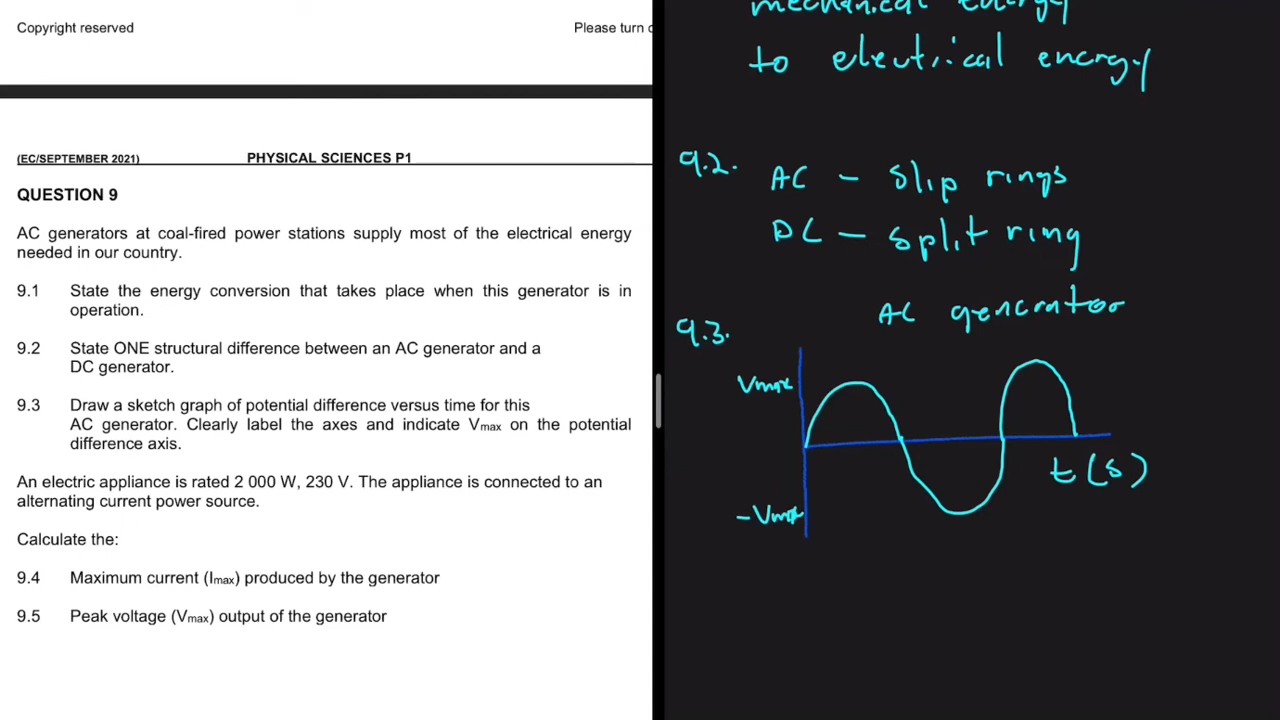 Copyright reserved
Please turn
(EC/SEPTEMBER 2021)
PHYSICAL SCIENCES P1
QUESTION 9
AC generators at coal-fired power stations supply most of the electrical energy
needed in our country.
9.1 State the energy conversion that takes place when this generator is in
operation.
9.2 State ONE structural difference between an AC generator and a
DC generator.
9.3 Draw a sketch graph of potential difference versus time for this
AC generator. Clearly label the axes and indicate Vmax on the potential
difference axis.
An electric appliance is rated 2 000 W, 230 V. The appliance is connected to an
alternating current power source.
Calculate the:
9.4 Maximum current (Imax) produced by the generator
9.5 Peak voltage (Vmax) output of the generator
mechanical energy
to electrical energy
9.2. AC - Slip rings
DC - split ring
AC generator
9.3.
Vmax
t(s)
-Vmax